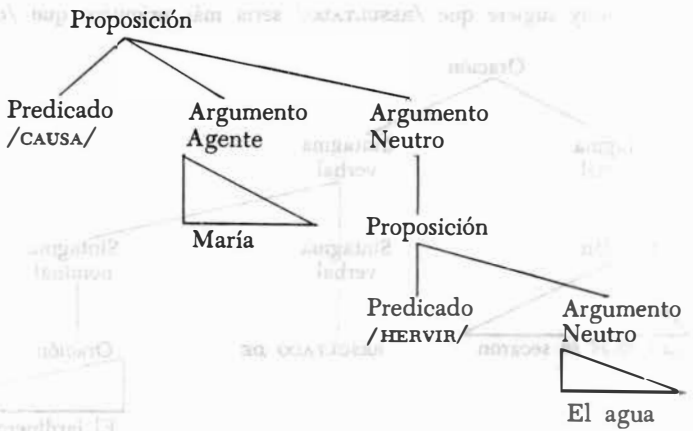 Proposición
Predicado
/CAUSA/
Argumento
Agente
Argumento
Neutro
María
Proposición
Predicado
/HERVIR/
Argumento
Neutro
El agua